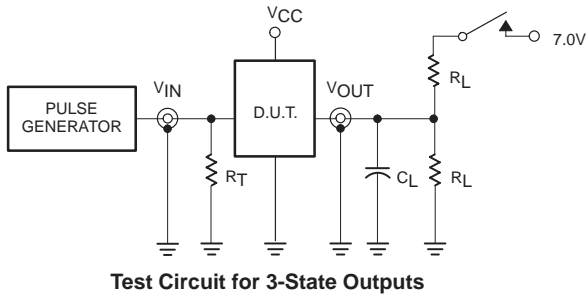 VCC
7.0V
RL
VIN
VOUT
PULSE
GENERATOR
D.U.T.
RT
CL
RL
Test Circuit for 3-State Outputs